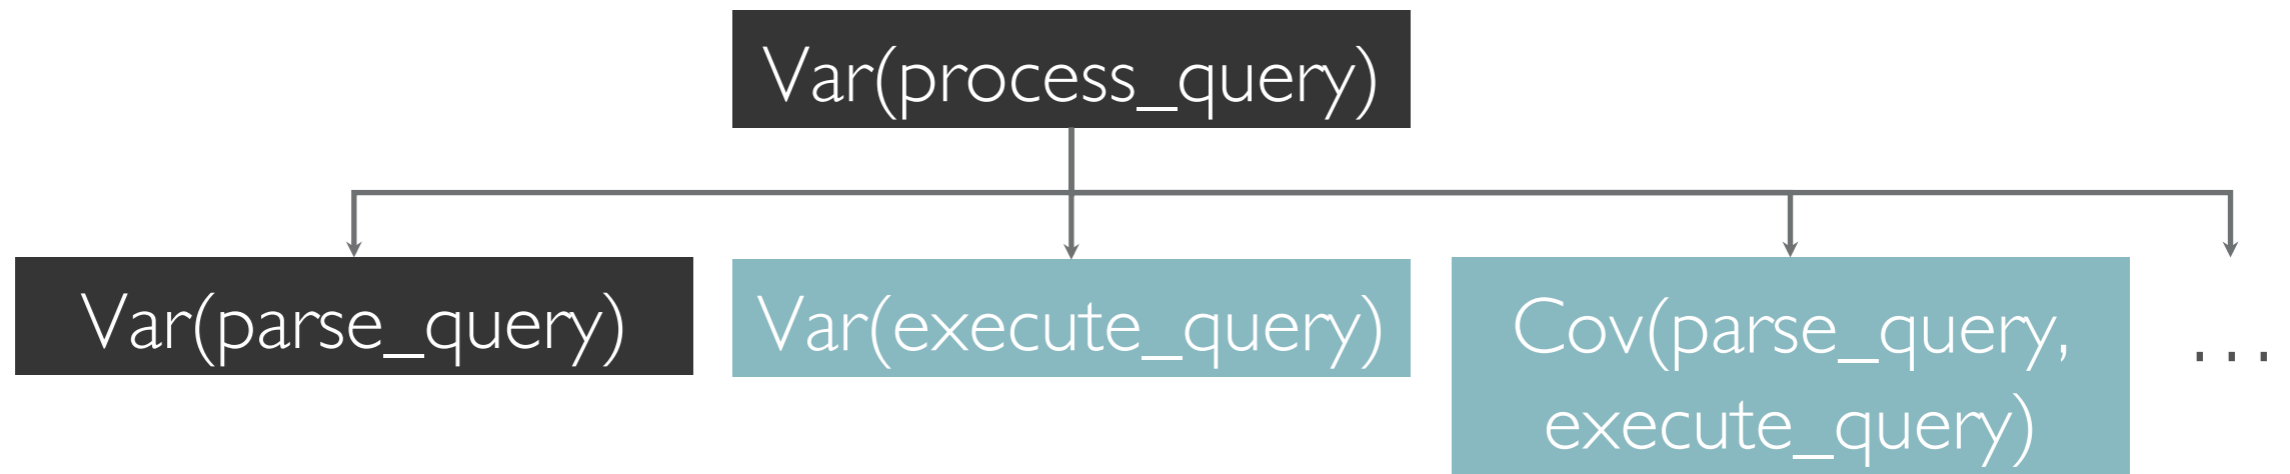 Var(process_query)
Var(parse_query)
Var(execute_query)
Cov(parse_query,
execute_query)
...